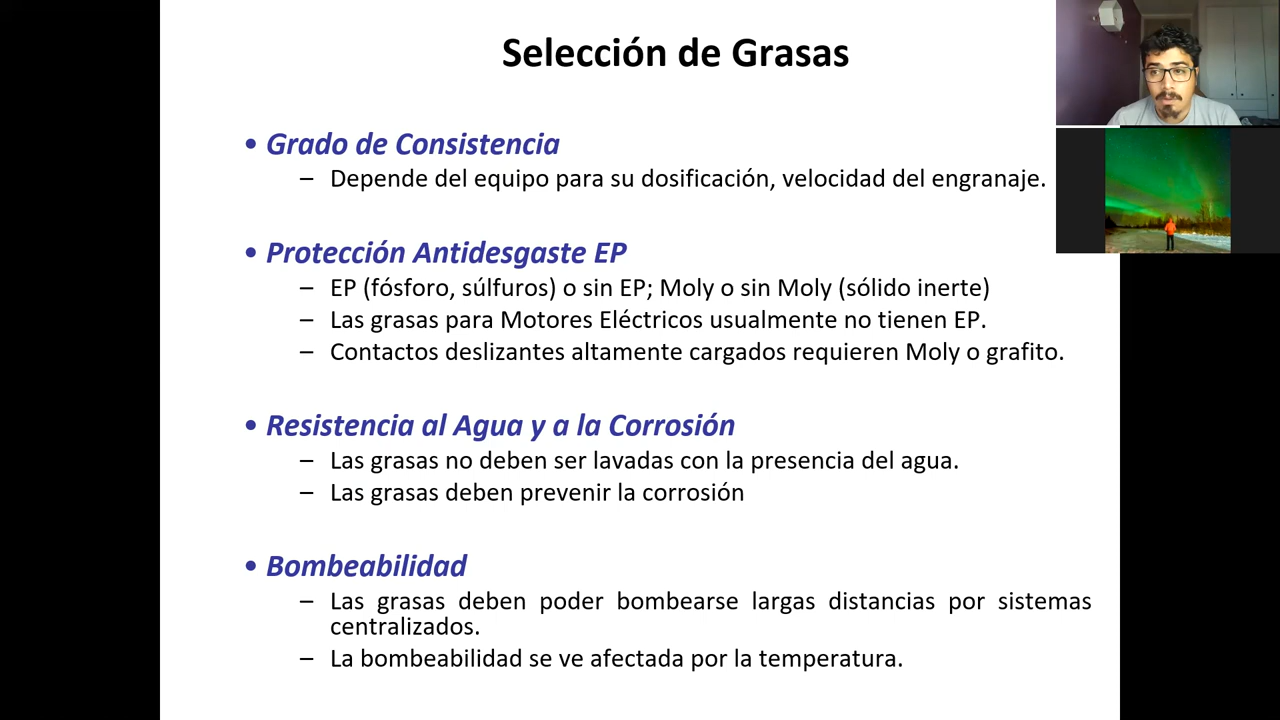 Selección de Grasas
• Grado de Consistencia
– Depende del equipo para su dosificación, velocidad del engranaje.
• Protección Antidesgaste EP
– EP (fósforo, súlfuros) o sin EP; Moly o sin Moly (sólido inerte)
– Las grasas para Motores Eléctricos usualmente no tienen EP.
– Contactos deslizantes altamente cargados requieren Moly o grafito.
• Resistencia al Agua y a la Corrosión
– Las grasas no deben ser lavadas con la presencia del agua.
– Las grasas deben prevenir la corrosión
• Bombeabilidad
– Las grasas deben poder bombearse largas distancias por sistemas
centralizados.
– La bombeabilidad se ve afectada por la temperatura.